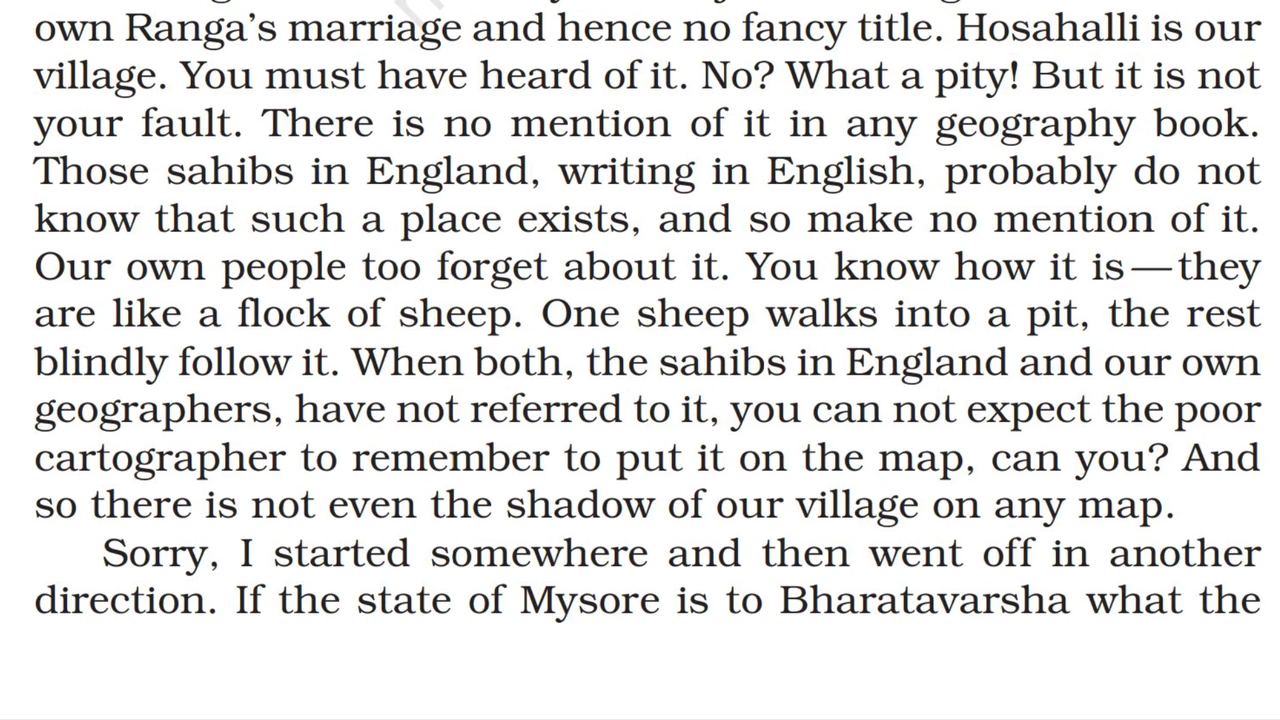 own Ranga’s marriage and hence no fancy title. Hosahalli is our
village. You must have heard of it. No? What a pity! But it is not
your fault. There is no mention of it in any geography book.
Those sahibs in England, writing in English, probably do not
know that such a place exists, and so make no mention of it.
Our own people too forget about it. You know how it is — they
are like a flock of sheep. One sheep walks into a pit, the rest
blindly follow it. When both, the sahibs in England and our own
geographers, have not referred to it, you can not expect the poor
cartographer to remember to put it on the map, can you? And
so there is not even the shadow of our village on any map.
Sorry, I started somewhere and then went off in another
direction. If the state of Mysore is to Bharatavarsha what the